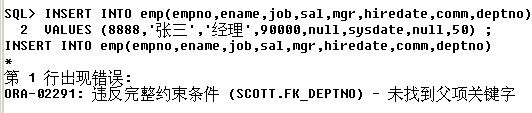 SQL> INSERT INTO emp(empno,ename,job,sal,mgr,hiredate,comm,deptno)
2 VALUES (8888,'张三','经理',90000,null,sysdate,null,50) ;
INSERT INTO emp(empno,ename,job,sal,mgr,hiredate,comm,deptno)
*
第 1 行出现错误:
ORA-02291: 违反完整约束条件 (SCOTT.FK_DEPTNO) - 未找到父项关键字